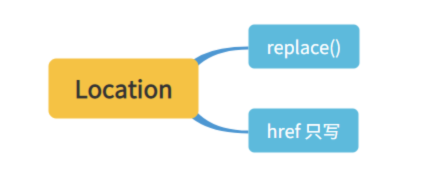 Location
replace()
href 只写